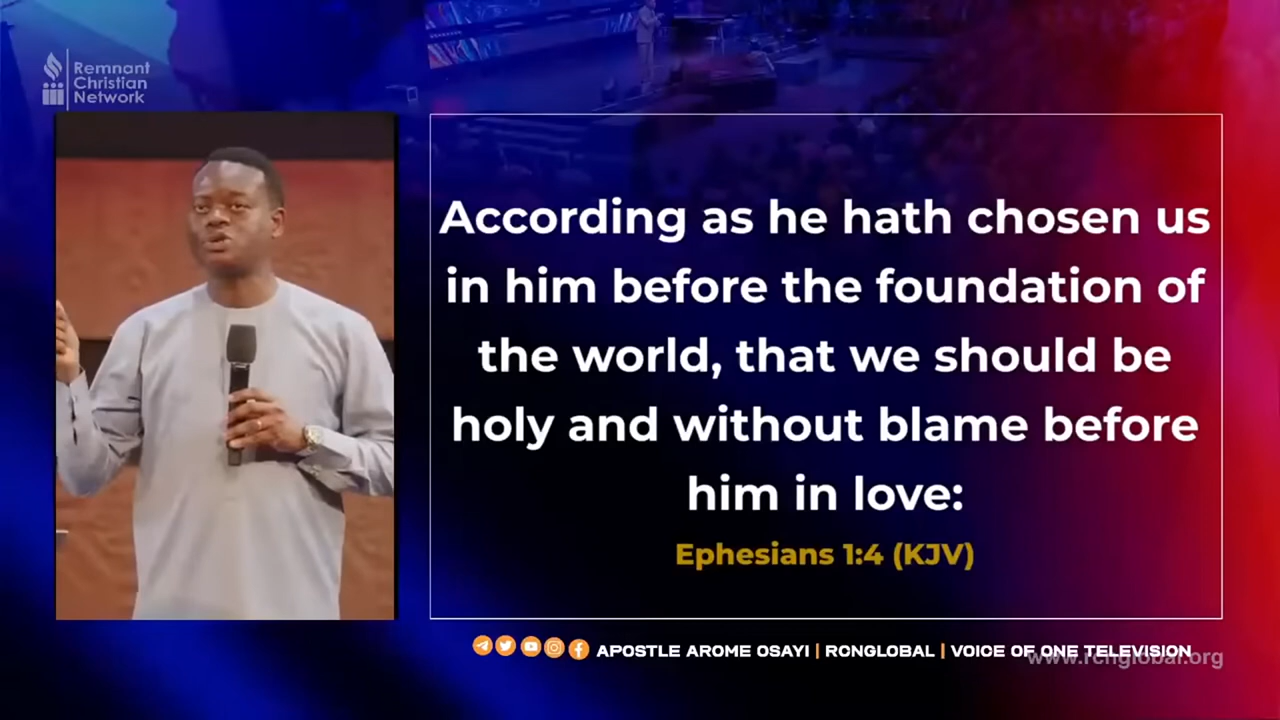 Remnant
Christian
Network
According as he hath chosen us
in him before the foundation of
the world, that we should be
holy and without blame before
him in love:
Ephesians 1:4 (KJV)
APOSTLE AROME OSAYI | RCNGLOBAL | VOICE OF ONE TELEVISION
www.rcnglobal.org